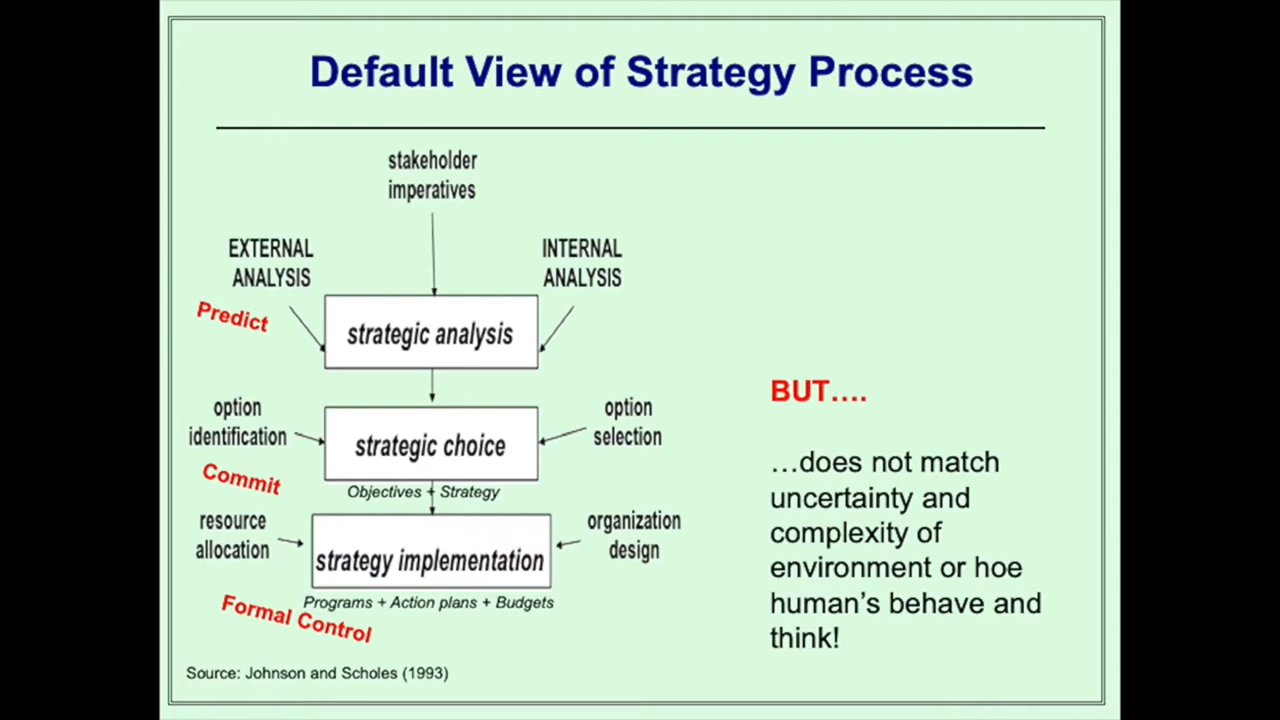 Default View of Strategy Process
stakeholder
imperatives
EXTERNAL
ANALYSIS
INTERNAL
ANALYSIS
Predict
strategic analysis
option
identification
option
selection
strategic choice
Commit
Objectives + Strategy
resource
allocation
organization
design
strategy implementation
Programs + Action plans + Budgets
Formal Control
BUT....
...does not match
uncertainty and
complexity of
environment or hoe
human's behave and
think!
Source: Johnson and Scholes (1993)